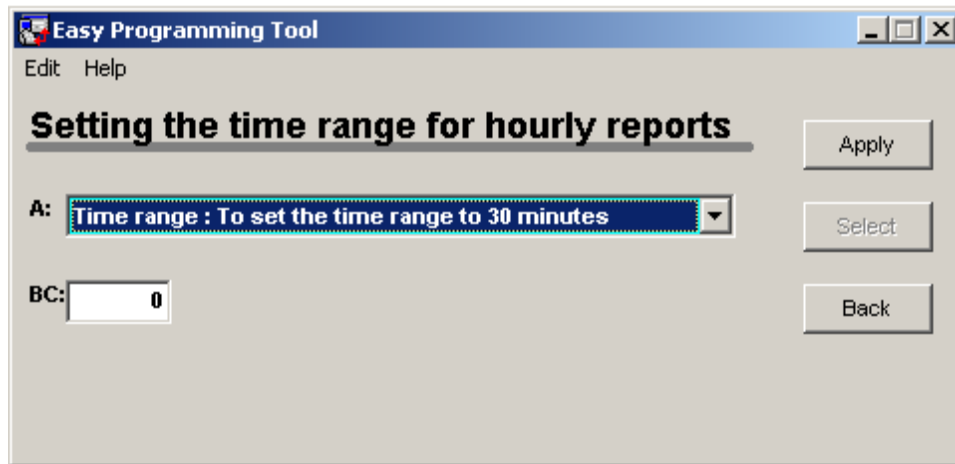 Easy Programming Tool
Edit Help
Setting the time range for hourly reports
Apply
A: Time range : To set the time range to 30 minutes
Select
BC: 0
Back